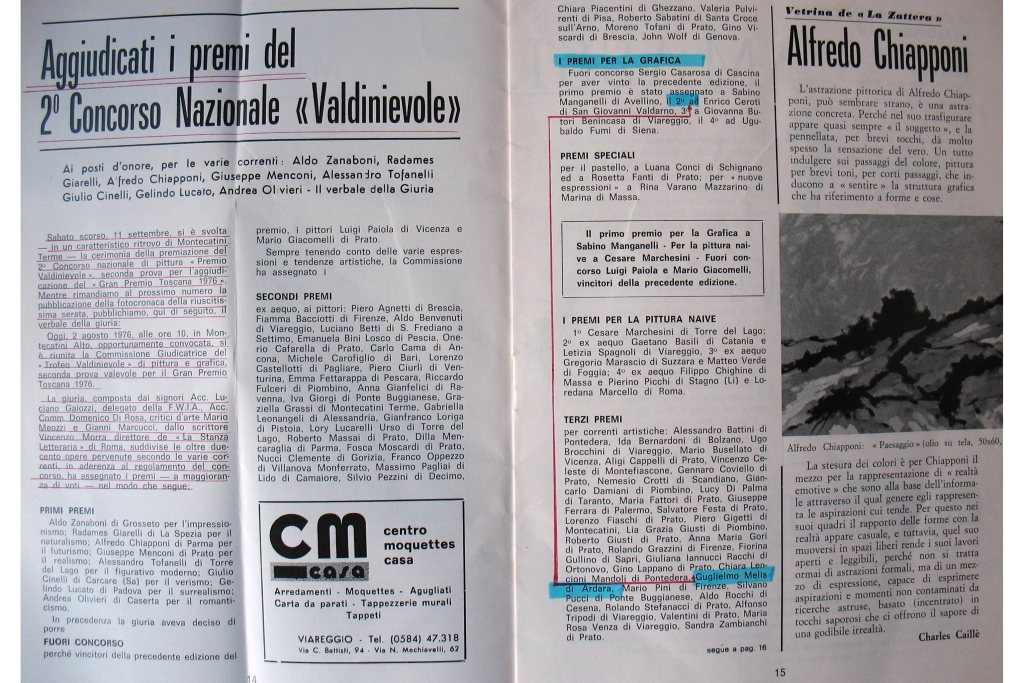 Aggiudicati i premi del
2º Concorso Nazionale «Valdinievole»
Ai posti d'onore, per le varie correnti: Aldo Zanaboni, Radames
Giarelli, Alfredo Chiapponi, Giuseppe Menconi, Alessandro Tofanelli
Giulio Cinelli, Gelindo Lucato, Andrea Olivieri - Il verbale della Giuria
Sabato scorso, 11 settembre, si è svolta
— in un caratteristico ritrovo di Montecatini
Terme — la cerimonia della premiazione del
2º Concorso nazionale di pittura «Premio
Valdinievole», seconda prova per l'aggiudi-
cazione del «Gran Premio Toscana 1976».
Mentre rimandiamo al prossimo numero la
pubblicazione della fotocronaca della riuscitis-
sima serata, pubblichiamo, qui di seguito, il
verbale della giuria:
Oggi, 2 agosto 1976, alle ore 10, in Mon-
tecatini Alto, opportunamente convocata, si
è riunita la Commissione Giudicatrice del
«Trofeo Valdinievole» di pittura e grafica,
seconda prova valevole per il Gran Premio
Toscana 1976.
La giuria, composta dai signori Acc. Lu-
ciano Gaiozzi, delegato della F.W.I.A., Acc.
Comm. Domenico Di Rosa, critici d'arte Mario
Meozzi e Gianni Marcucci, dallo scrittore
Vincenzo Morra direttore de «La Stanza
Letteraria» di Roma, suddivise le oltre due-
cento opere pervenute secondo le varie cor-
renti, in aderenza al regolamento del con-
corso, ha assegnati i premi — a maggioran-
za di voti — nel modo che segue:
PRIMI PREMI
Aldo Zanaboni di Grosseto per l'impressio-
nismo; Radames Giarelli di La Spezia per il
naturalismo; Alfredo Chiapponi di Parma per
il futurismo; Giuseppe Menconi di Prato per
il realismo; Alessandro Tofanelli di Torre
del Lago per il figurativo moderno; Giulio
Cinelli di Carcare (Sa) per il verismo; Ge-
lindo Lucato di Padova per il surrealismo;
Andrea Olivieri di Caserta per il romanti-
cismo.
In precedenza la giuria aveva deciso di
porre
FUORI CONCORSO
perché vincitori della precedente edizione del
14
premio, i pittori Luigi Paiola di Vicenza e
Mario Giacomelli di Prato.
Sempre tenendo conto delle varie espres-
sioni e tendenze artistiche, la Commissione
ha assegnato i
SECONDI PREMI
ex aequo, ai pittori: Piero Agnetti di Brescia,
Fiamma Bacciotti di Firenze, Aldo Benvenuti
di Viareggio, Luciano Betti di S. Frediano a
Settimo, Emanuela Bini Losco di Pescia, One-
rio Cafarella di Prato, Carlo Cama di An-
cona, Michele Carofiglio di Bari, Lorenzo
Castellotti di Pagliare, Piero Ciurli di Ven-
turina, Emma Fettarappa di Pescara, Riccardo
Fulceri di Piombino, Anna Gianfelici di Ra-
venna, Iva Giorgi di Ponte Buggianese, Gra-
ziella Grassi di Montecatini Terme, Gabriella
Leonangeli di Alessandria, Gianfranco Loriga
di Pistoia, Lory Lucarelli Urso di Torre del
Lago, Roberto Massai di Prato, Dilla Men-
caraglia di Parma, Fosca Moscardi di Prato,
Nucci Clemente di Gorizia, Franco Oppezzo
di Villanova Monferrato, Massimo Pagliai di
Lido di Camaiore, Silvio Pezzini di Decimo,
CM
casa
centro
moquettes
casa
Arredamenti - Moquettes - Agugliati
Carta da parati - Tappezzerie murali
Tappeti
VIAREGGIO - Tel. (0584) 47.318
Via C. Battisti, 94 - Via N. Machiavelli, 62
Chiara Piacentini di Ghezzano, Valeria Pulvi-
renti di Pisa, Roberto Sabatini di Santa Croce
sull'Arno, Moreno Tofani di Prato, Gino Vi-
scardi di Brescia, John Wolf di Genova.
I PREMI PER LA GRAFICA
Fuori concorso Sergio Casarosa di Cascina
per aver vinto la precedente edizione, il
primo premio è stato assegnato a Sabino
Manganelli di Avellino, il 2º ad Enrico Ceroti
di San Giovanni Valdarno, 3º a Giovanna Bu-
tori Benincasa di Viareggio, il 4º ad Ugu-
baldo Fumi di Siena.
PREMI SPECIALI
per il pastello, a Luana Conci di Schignano
ed a Rosetta Fanti di Prato; per «nuove
espressioni» a Rina Varano Mazzarino di
Marina di Massa.
Il primo premio per la Grafica a
Sabino Manganelli - Per la pittura nai-
ve a Cesare Marchesini - Fuori con-
corso Luigi Paiola e Mario Giacomelli,
vincitori della precedente edizione.
I PREMI PER LA PITTURA NAIVE
1º Cesare Marchesini di Torre del Lago;
2º ex aequo Gaetano Basili di Catania e
Letizia Spagnoli di Viareggio, 3º ex aequo
Gregorio Marascio di Suzzara e Matteo Verde
di Foggia; 4º ex aequo Filippo Chighine di
Massa e Pierino Picchi di Stagno (Li) e Lo-
redana Marcello di Roma.
TERZI PREMI
per correnti artistiche: Alessandro Battini di
Pontedera, Ida Bernardoni di Bolzano, Ugo
Brocchini di Viareggio, Mario Busellato di
Vicenza, Aligi Cappelli di Prato, Vincenzo Ce-
leste di Montefiascone, Gennaro Coviello di
Prato, Nemesio Crotti di Scandiano, Gian-
carlo Damiani di Piombino, Lucy Di Palma
di Taranto, Maria Fattori di Prato, Giuseppe
Ferrara di Palermo, Salvatore Festa di Prato,
Lorenzo Fiaschi di Prato, Piero Gigetti di
Montecatini, Lia Grazia Giusti di Piombino,
Roberto Giusti di Prato, Anna Maria Gori
di Prato, Rolando Grazzini di Firenze, Fiorina
Gullino di Sapri, Giuliana Iannucci Racchi di
Ortonovo, Gino Lappano di Prato, Chiara Len-
cioni Mandoli di Pontedera, Guglielmo Melis
di Ardara, Mario Pini di Firenze, Silvano
Pucci di Ponte Buggianese, Aldo Rocchi di
Cesena, Rolando Stefanacci di Prato, Alfonso
Tripodi di Viareggio, Valentini di Prato, Maria
Rosa Venza di Viareggio, Sandra Zambianchi
di Prato.
segue a pag. 16
Vetrina de «La Zattera»
Alfredo Chiapponi
L'astrazione pittorica di Alfredo Chiap-
poni, può sembrare strano, è una astra-
zione concreta. Perché nel suo trasfigurare
appare quasi sempre «il soggetto», e la
pennellata, per brevi tocchi, dà molto
spesso la sensazione del vero. Un tutto
indulgere sui passaggi del colore, pittura
per brevi toni, per corti passaggi, che in-
ducono a «sentire» la struttura grafica
che ha riferimento a forme e cose.
Alfredo Chiapponi: «Paesaggio» (olio su tela, 50x60,
La stesura dei colori è per Chiapponi il
mezzo per la rappresentazione di «realtà
emotive» che sono alla base dell'informa-
le attraverso il qual genere egli rappresen-
ta le aspirazioni cui tende. Per questo nei
suoi quadri il rapporto delle forme con la
realtà appare casuale, e tuttavia, quel suo
muoversi in spazi liberi rende i suoi lavori
aperti e leggibili, perché non si tratta
ormai di astrazioni formali, ma di un mez-
zo di espressione, capace di esprimere
aspirazioni e momenti non contaminati da
ricerche astruse, basato (incentrato) in
tocchi saporosi che ci offrono il sapore di
una godibile irrealtà.
Charles Caillè
15